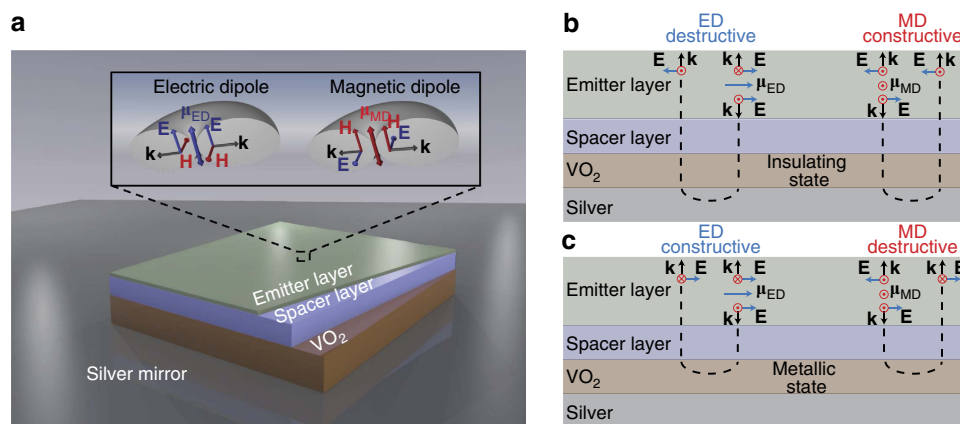 a
Electric dipole
Magnetic dipole
μED
E
E
k
k
H
H
μMD
H
H
E
k
k
E
Emitter layer
Spacer layer
VO2
Silver mirror
b
ED
destructive
MD
constructive
E k
k E
E k
E k
Emitter layer
μED
μMD
k E
k E
Spacer layer
VO2
Insulating
state
Silver
c
ED
constructive
MD
destructive
k E
k E
E k
k E
Emitter layer
μED
μMD
k E
k E
Spacer layer
VO2
Metallic
state
Silver